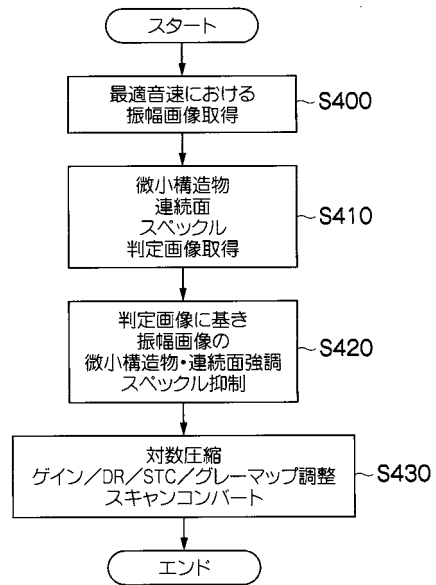 スタート
最適音速における
振幅画像取得
S400
微小構造物
連続面
スペックル
判定画像取得
S410
判定画像に基き
振幅画像の
微小構造物・連続面強調
スペックル抑制
S420
対数圧縮
ゲイン／DR／STC／グレーマップ調整
スキャンコンバート
S430
エンド